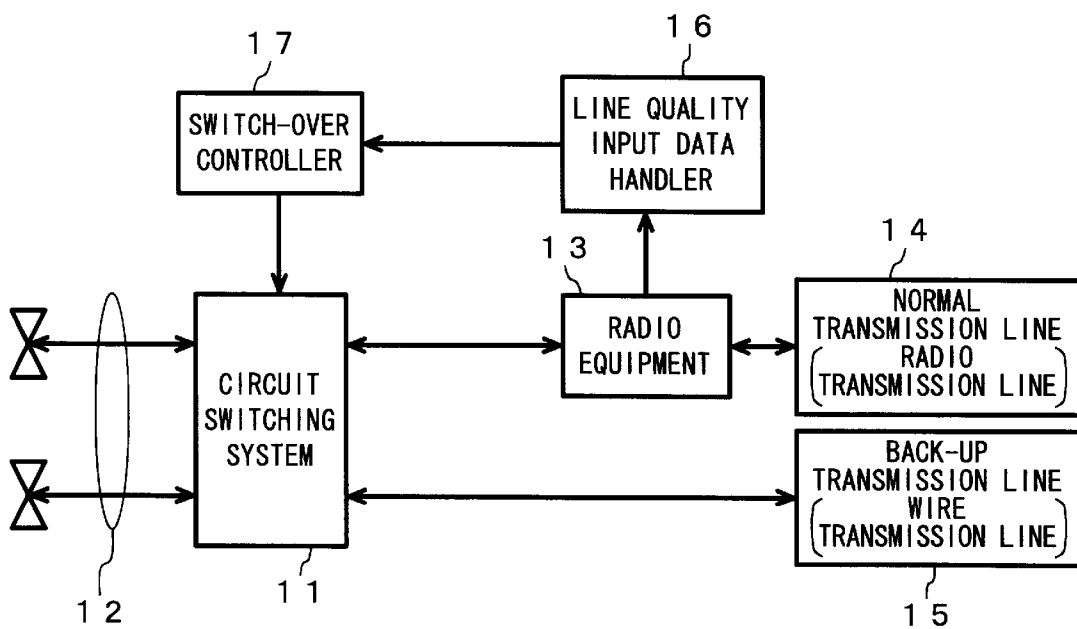 17
SWITCH-OVER
CONTROLLER
16
LINE QUALITY
INPUT DATA
HANDLER
13
RADIO
EQUIPMENT
14
NORMAL
TRANSMISSION LINE
(RADIO
TRANSMISSION LINE)
CIRCUIT
SWITCHING
SYSTEM
BACK-UP
TRANSMISSION LINE
(WIRE
TRANSMISSION LINE)
12
11
15